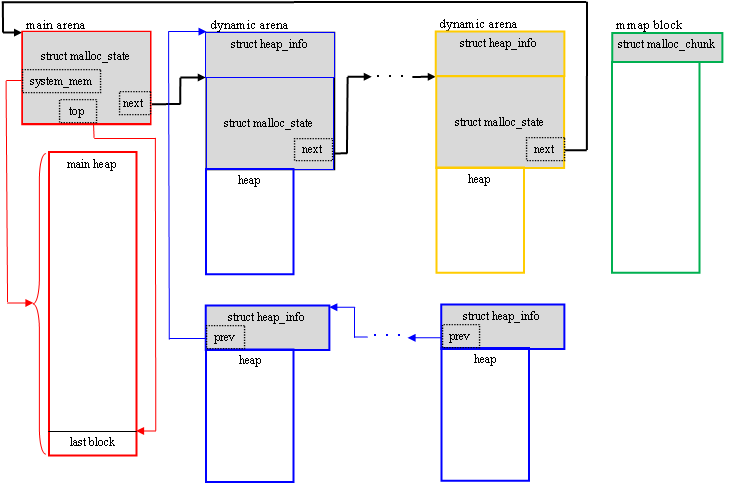 main arena
dynamic arena
dynamic arena
mmap block
struct malloc_state
struct heap_info
struct heap_info
struct malloc_chunk
system_mem
top
next
struct malloc_state
next
struct malloc_state
next
main heap
heap
heap
struct heap_info
struct heap_info
prev
prev
heap
heap
last block